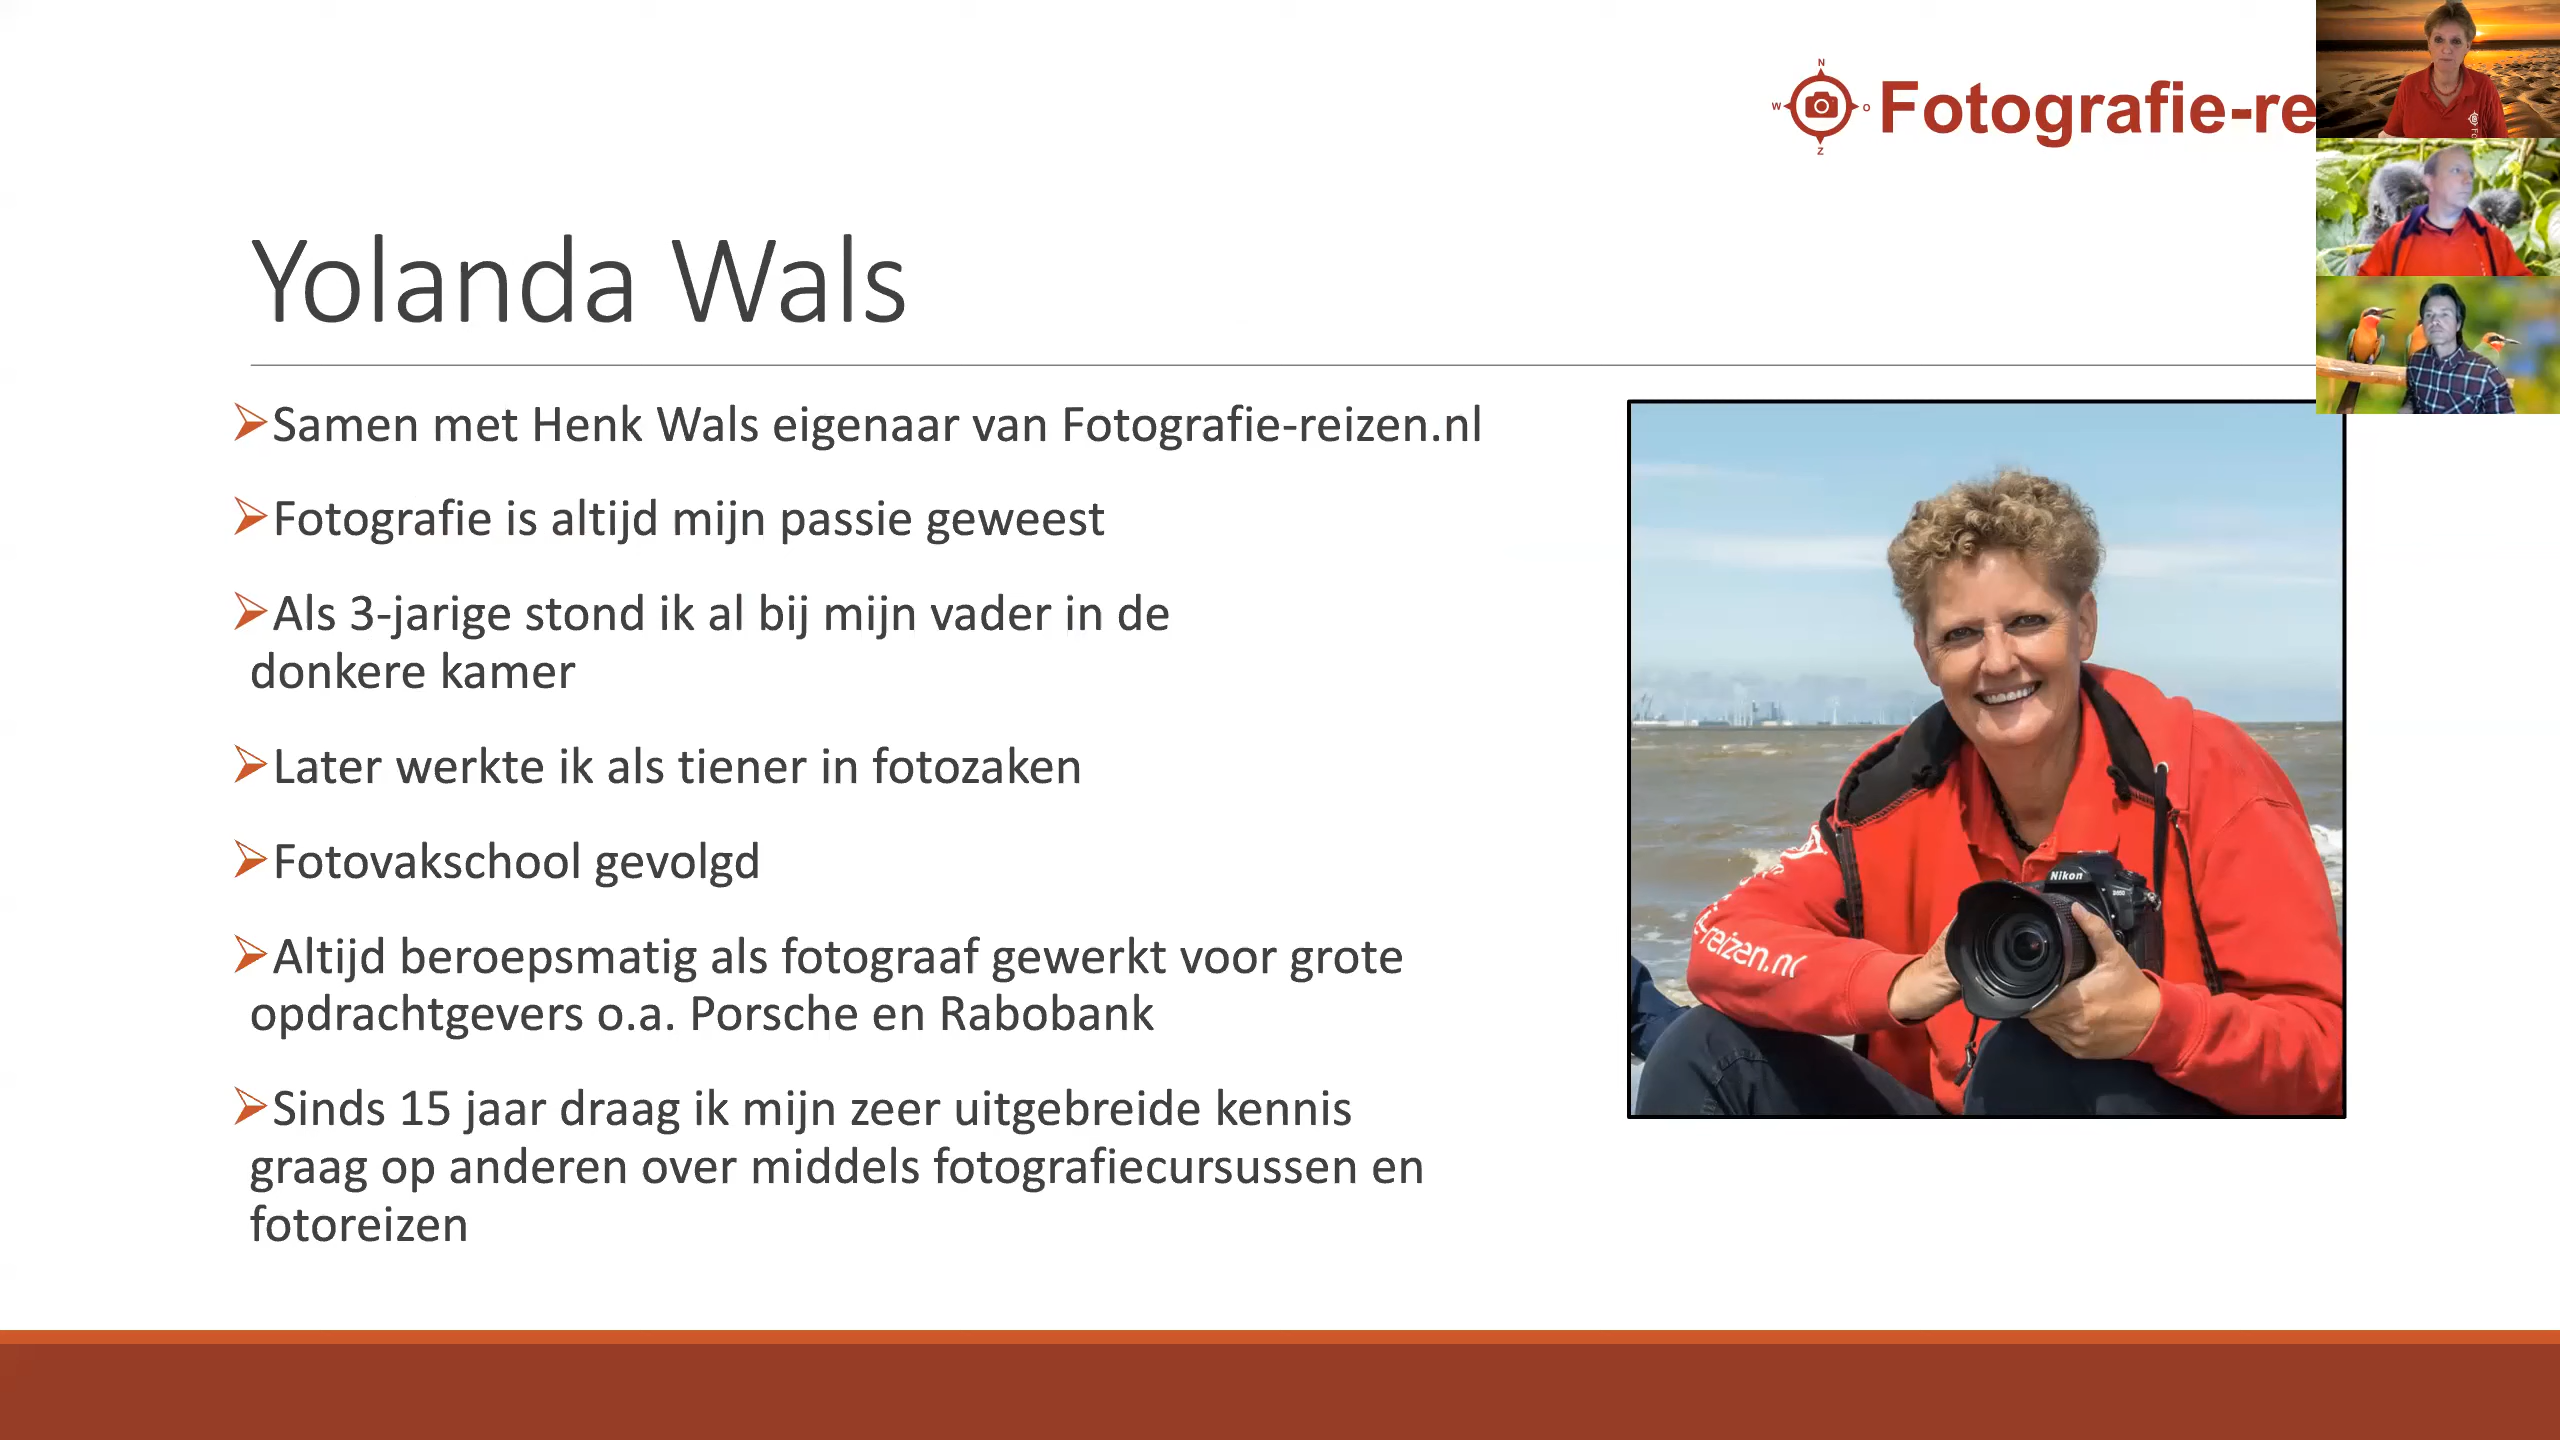 N
W
O
Z
Fotografie-re
Yolanda Wals
Samen met Henk Wals eigenaar van Fotografie-reizen.nl
Fotografie is altijd mijn passie geweest
Als 3-jarige stond ik al bij mijn vader in de
donkere kamer
Later werkte ik als tiener in fotozaken
Fotovakschool gevolgd
Altijd beroepsmatig als fotograaf gewerkt voor grote
opdrachtgevers o.a. Porsche en Rabobank
Sinds 15 jaar draag ik mijn zeer uitgebreide kennis
graag op anderen over middels fotografiecursussen en
fotoreizen
Nikon
D850
e-reizen.nl